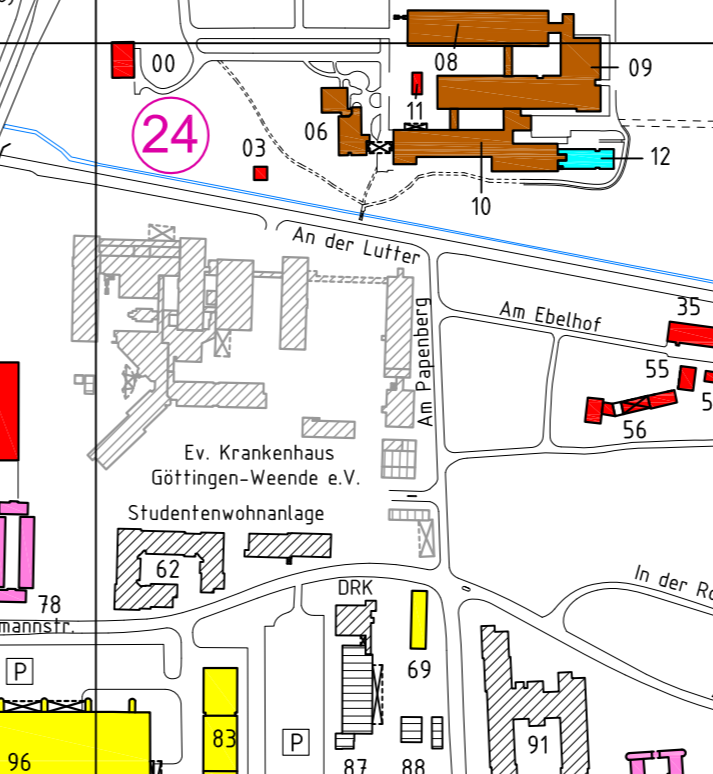 08
09
00
11
24
06
03
12
10
An der Lutter
Am Ebelhof
35
Am Papenberg
55
56
Ev. Krankenhaus
Göttingen-Weende e.V.
Studentenwohnanlage
62
In der
DRK
78
mannstr.
69
P
83
P
91
96
87
88